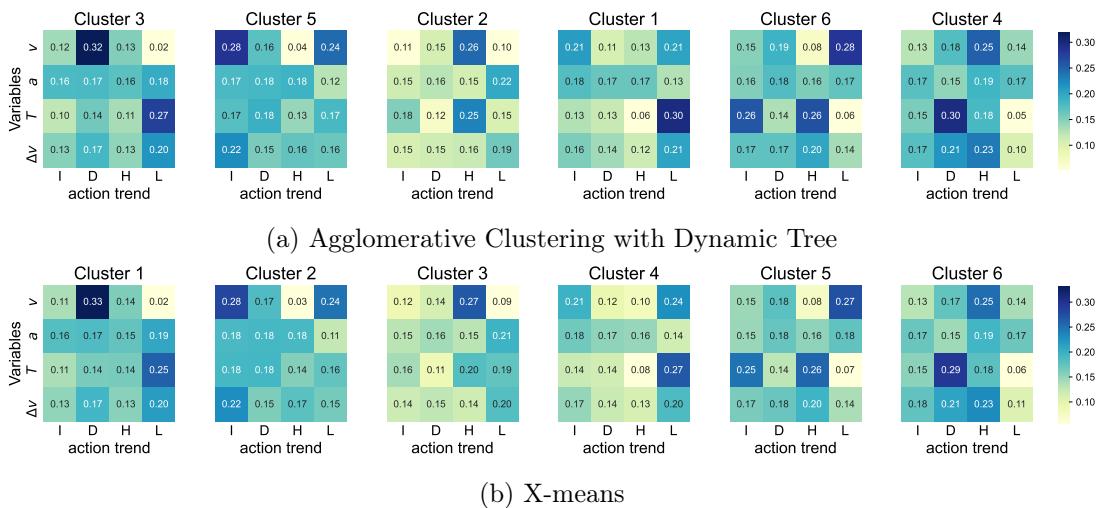 Cluster 3 Cluster 5 Cluster 2 Cluster 1 Cluster 6 Cluster 4
Variables
v 0.12 0.32 0.13 0.02 0.28 0.16 0.04 0.24 0.11 0.15 0.26 0.10 0.21 0.11 0.13 0.21 0.15 0.19 0.08 0.28 0.13 0.18 0.25 0.14 0.30
a 0.16 0.17 0.16 0.18 0.17 0.18 0.18 0.12 0.15 0.16 0.15 0.22 0.18 0.17 0.17 0.13 0.16 0.18 0.16 0.16 0.17 0.15 0.19 0.17 0.25
0.20
T 0.10 0.14 0.11 0.27 0.17 0.18 0.13 0.17 0.18 0.12 0.25 0.15 0.13 0.13 0.06 0.30 0.26 0.14 0.26 0.06 0.17 0.30 0.18 0.05 0.15
Δv 0.13 0.17 0.13 0.20 0.22 0.15 0.16 0.16 0.15 0.15 0.16 0.19 0.16 0.14 0.12 0.21 0.17 0.17 0.20 0.14 0.17 0.21 0.23 0.10 0.10
I D H L I D H L I D H L I D H L I D H L I D H L
action trend action trend action trend action trend action trend action trend
(a) Agglomerative Clustering with Dynamic Tree
Cluster 1 Cluster 2 Cluster 3 Cluster 4 Cluster 5 Cluster 6
Variables
v 0.11 0.33 0.14 0.02 0.28 0.17 0.03 0.24 0.12 0.14 0.27 0.09 0.21 0.12 0.10 0.24 0.15 0.18 0.08 0.27 0.13 0.17 0.25 0.14 0.30
a 0.16 0.17 0.15 0.19 0.18 0.18 0.18 0.11 0.15 0.16 0.15 0.21 0.18 0.17 0.16 0.14 0.15 0.18 0.16 0.18 0.17 0.15 0.19 0.17 0.25
0.20
T 0.11 0.14 0.14 0.25 0.18 0.18 0.14 0.16 0.16 0.11 0.20 0.19 0.14 0.14 0.08 0.27 0.25 0.14 0.26 0.07 0.15 0.29 0.18 0.06 0.15
Δv 0.13 0.17 0.13 0.20 0.22 0.15 0.17 0.15 0.14 0.15 0.14 0.20 0.17 0.14 0.13 0.20 0.17 0.18 0.20 0.14 0.18 0.21 0.23 0.11 0.10
I D H L I D H L I D H L I D H L I D H L I D H L
action trend action trend action trend action trend action trend action trend
(b) X-means